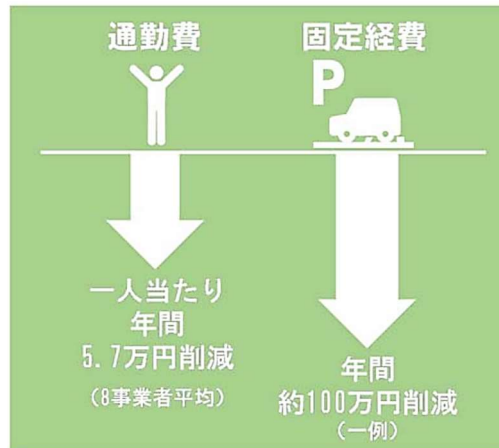 通勤費
一人当たり
年間
5.7万円削減
(8事業者平均)
固定経費
P
年間
約100万円削減
(一例)